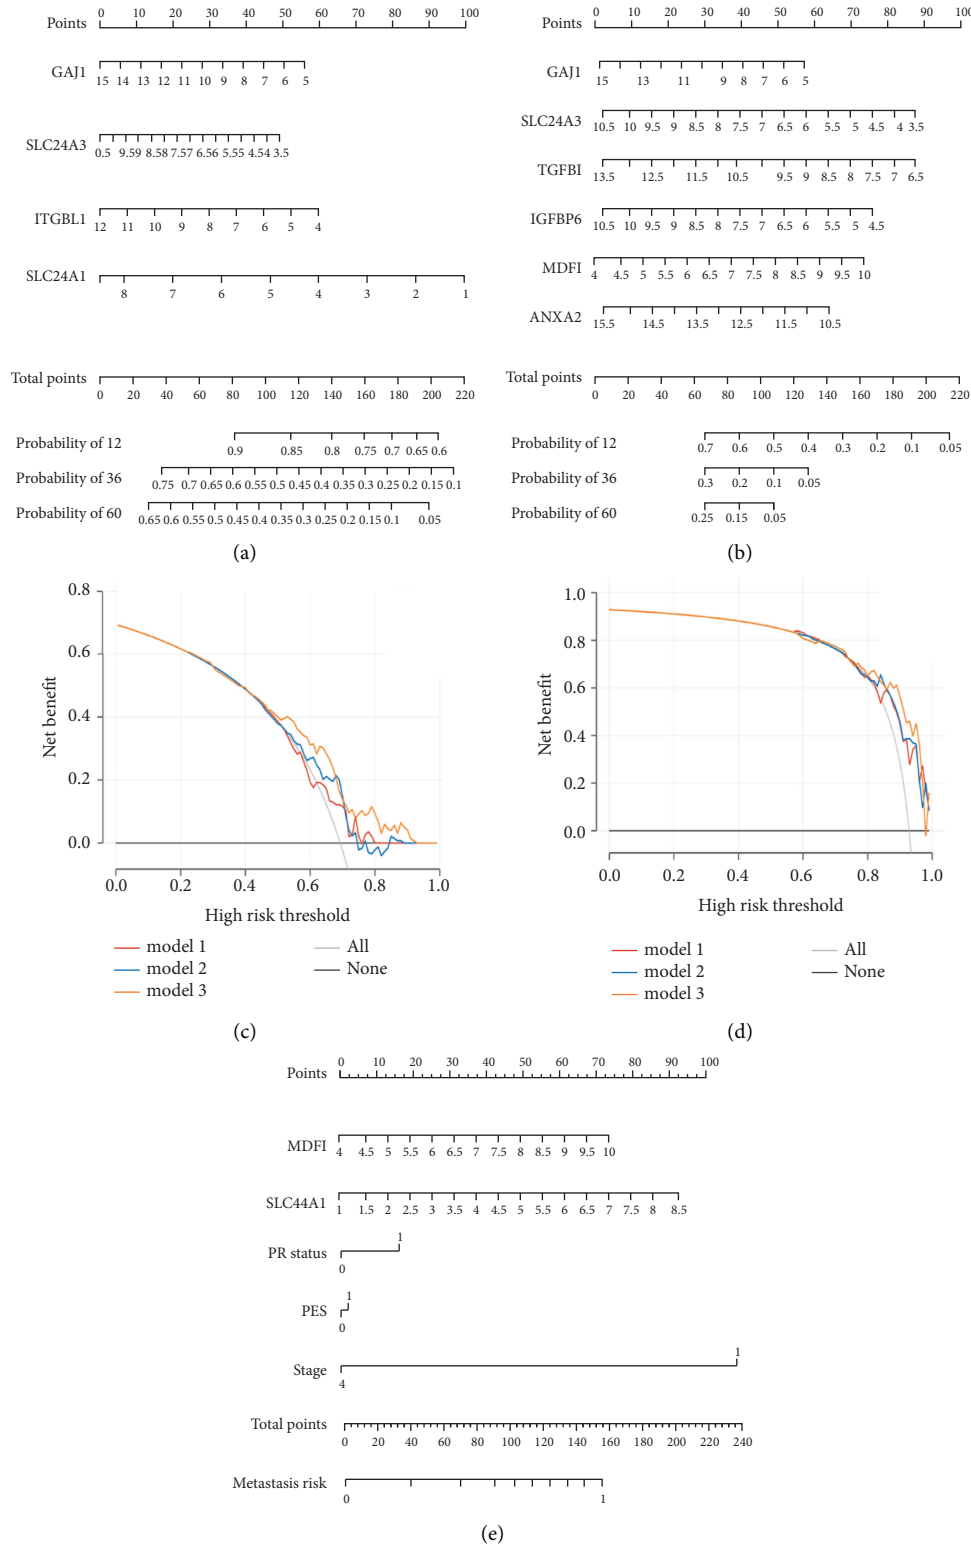 Points 0 10 20 30 40 50 60 70 80 90 100
GAJ1 15 14 13 12 11 10 9 8 7 6 5
SLC24A3 0.5 9.59 8.58 7.57 6.56 5.55 4.54 3.5
ITGBL1 12 11 10 9 8 7 6 5 4
SLC24A1 8 7 6 5 4 3 2 1
Total points 0 20 40 60 80 100 120 140 160 180 200 220
Probability of 12 0.9 0.85 0.8 0.75 0.7 0.65 0.6
Probability of 36 0.75 0.7 0.65 0.6 0.55 0.5 0.45 0.4 0.35 0.3 0.25 0.2 0.15 0.1
Probability of 60 0.65 0.6 0.55 0.5 0.45 0.4 0.35 0.3 0.25 0.2 0.15 0.1 0.05
(a)
Points 0 10 20 30 40 50 60 70 80 90 100
GAJ1 15 13 11 9 8 7 6 5
SLC24A3 10.5 10 9.5 9 8.5 8 7.5 7 6.5 6 5.5 5 4.5 4 3.5
TGFBI 13.5 12.5 11.5 10.5 9.5 9 8.5 8 7.5 7 6.5
IGFBP6 10.5 10 9.5 9 8.5 8 7.5 7 6.5 6 5.5 5 4.5
MDFI 4 4.5 5 5.5 6 6.5 7 7.5 8 8.5 9 9.5 10
ANXA2 15.5 14.5 13.5 12.5 11.5 10.5
Total points 0 20 40 60 80 100 120 140 160 180 200 220
Probability of 12 0.7 0.6 0.5 0.4 0.3 0.2 0.1 0.05
Probability of 36 0.3 0.2 0.1 0.05
Probability of 60 0.25 0.15 0.05
(b)
Net benefit
0.8
0.6
0.4
0.2
0.0
0.0 0.2 0.4 0.6 0.8 1.0
High risk threshold
model 1 All
model 2 None
model 3
(c)
Net benefit
1.0
0.8
0.6
0.4
0.2
0.0
0.0 0.2 0.4 0.6 0.8 1.0
High risk threshold
model 1 All
model 2 None
model 3
(d)
Points 0 10 20 30 40 50 60 70 80 90 100
MDFI 4 4.5 5 5.5 6 6.5 7 7.5 8 8.5 9 9.5 10
SLC44A1 1 1.5 2 2.5 3 3.5 4 4.5 5 5.5 6 6.5 7 7.5 8 8.5
PR status 0 1
PES 0 1
Stage 4 1
Total points 0 20 40 60 80 100 120 140 160 180 200 220 240
Metastasis risk 0 1
(e)